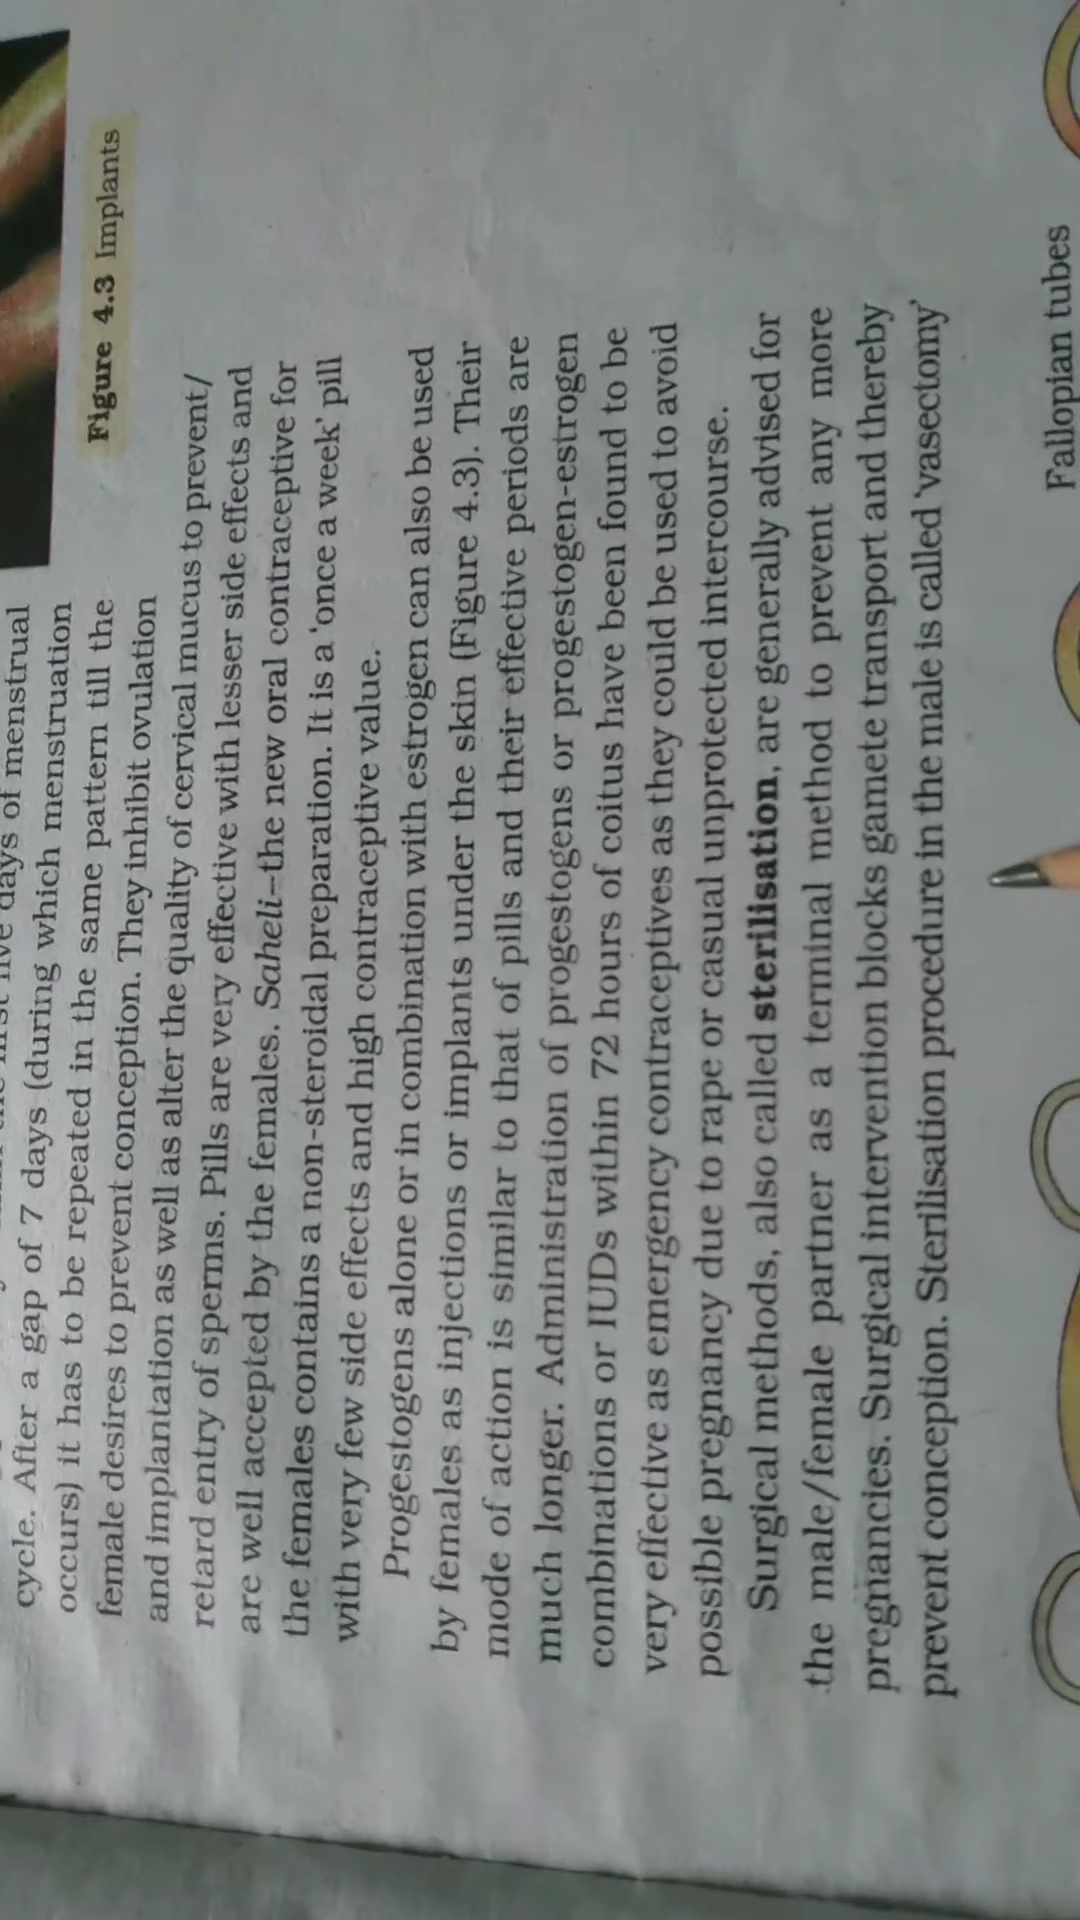 days of menstrual
cycle. After a gap of 7 days (during which menstruation
occurs) it has to be repeated in the same pattern till the
female desires to prevent conception. They inhibit ovulation
and implantation as well as alter the quality of cervical mucus to prevent/
retard entry of sperms. Pills are very effective with lesser side effects and
are well accepted by the females. Saheli–the new oral contraceptive for
the females contains a non-steroidal preparation. It is a 'once a week' pill
with very few side effects and high contraceptive value.
Figure 4.3 Implants
Progestogens alone or in combination with estrogen can also be used
by females as injections or implants under the skin (Figure 4.3). Their
mode of action is similar to that of pills and their effective periods are
much longer. Administration of progestogens or progestogen-estrogen
combinations or IUDs within 72 hours of coitus have been found to be
very effective as emergency contraceptives as they could be used to avoid
possible pregnancy due to rape or casual unprotected intercourse.
Surgical methods, also called sterilisation, are generally advised for
the male/female partner as a terminal method to prevent any more
pregnancies. Surgical intervention blocks gamete transport and thereby
prevent conception. Sterilisation procedure in the male is called 'vasectomy'
Fallopian tubes